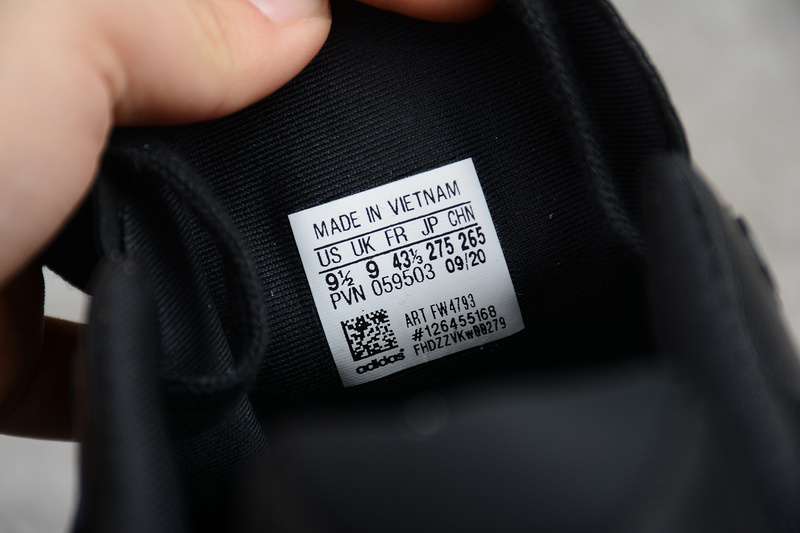 MADE IN VIETNAM
US UK FR JP CHN
9½ 9 43⅓ 275 265
PVN 059503 09/20
ART FW4793
#126455168
FHDZZVKw00279
adidas